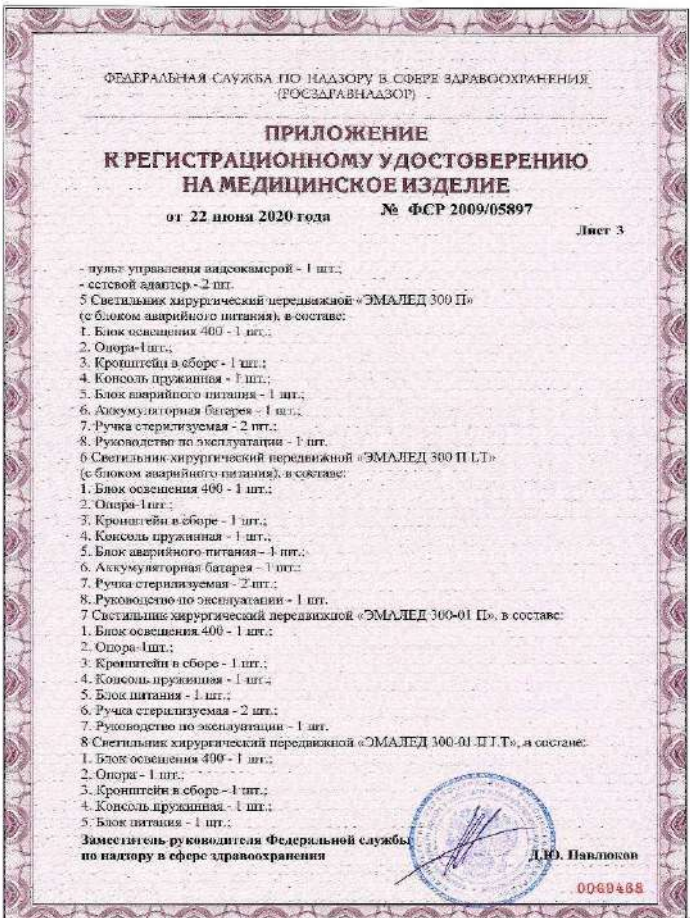 ФЕДЕРАЛЬНАЯ СЛУЖБА ПО НАДЗОРУ В СФЕРЕ ЗДРАВООХРАНЕНИЯ
(РОСЗДРАВНАДЗОР)
ПРИЛОЖЕНИЕ
К РЕГИСТРАЦИОННОМУ УДОСТОВЕРЕНИЮ
НА МЕДИЦИНСКОЕ ИЗДЕЛИЕ
от 22 июня 2020 года № ФСР 2009/05897
Лист 3
- пульт управления видеокамерой - 1 шт.;
- сетевой адаптер - 2 шт.
5 Светильник хирургический передвижной «ЭМАЛЕД 300 П»
(с блоком аварийного питания), в составе:
1. Блок освещения 400 - 1 шт.;
2. Опора-1шт.;
3. Кронштейн в сборе - 1 шт.;
4. Консоль пружинная - 1 шт.;
5. Блок аварийного питания - 1 шт.;
6. Аккумуляторная батарея - 1 шт.;
7. Ручка стерилизуемая - 2 шт.;
8. Руководство по эксплуатации - 1 шт.
6 Светильник хирургический передвижной «ЭМАЛЕД 300 П LT»
(с блоком аварийного питания), в составе:
1. Блок освещения 400 - 1 шт.;
2. Опора-1шт.;
3. Кронштейн в сборе - 1 шт.;
4. Консоль пружинная - 1 шт.;
5. Блок аварийного питания - 1 шт.;
6. Аккумуляторная батарея - 1 шт.;
7. Ручка стерилизуемая - 2 шт.;
8. Руководство по эксплуатации - 1 шт.
7 Светильник хирургический передвижной «ЭМАЛЕД 300-01 П», в составе:
1. Блок освещения 400 - 1 шт.;
2. Опора-1шт.;
3. Кронштейн в сборе - 1 шт.;
4. Консоль пружинная - 1 шт.;
5. Блок питания - 1 шт.;
6. Ручка стерилизуемая - 2 шт.;
7. Руководство по эксплуатации - 1 шт.
8 Светильник хирургический передвижной «ЭМАЛЕД 300-01 П LT», в составе:
1. Блок освещения 400 - 1 шт.;
2. Опора - 1 шт.;
3. Кронштейн в сборе - 1 шт.;
4. Консоль пружинная - 1 шт.;
5. Блок питания - 1 шт.;
Заместитель руководителя Федеральной службы
по надзору в сфере здравоохранения Д.Ю. Павлюков
0069468